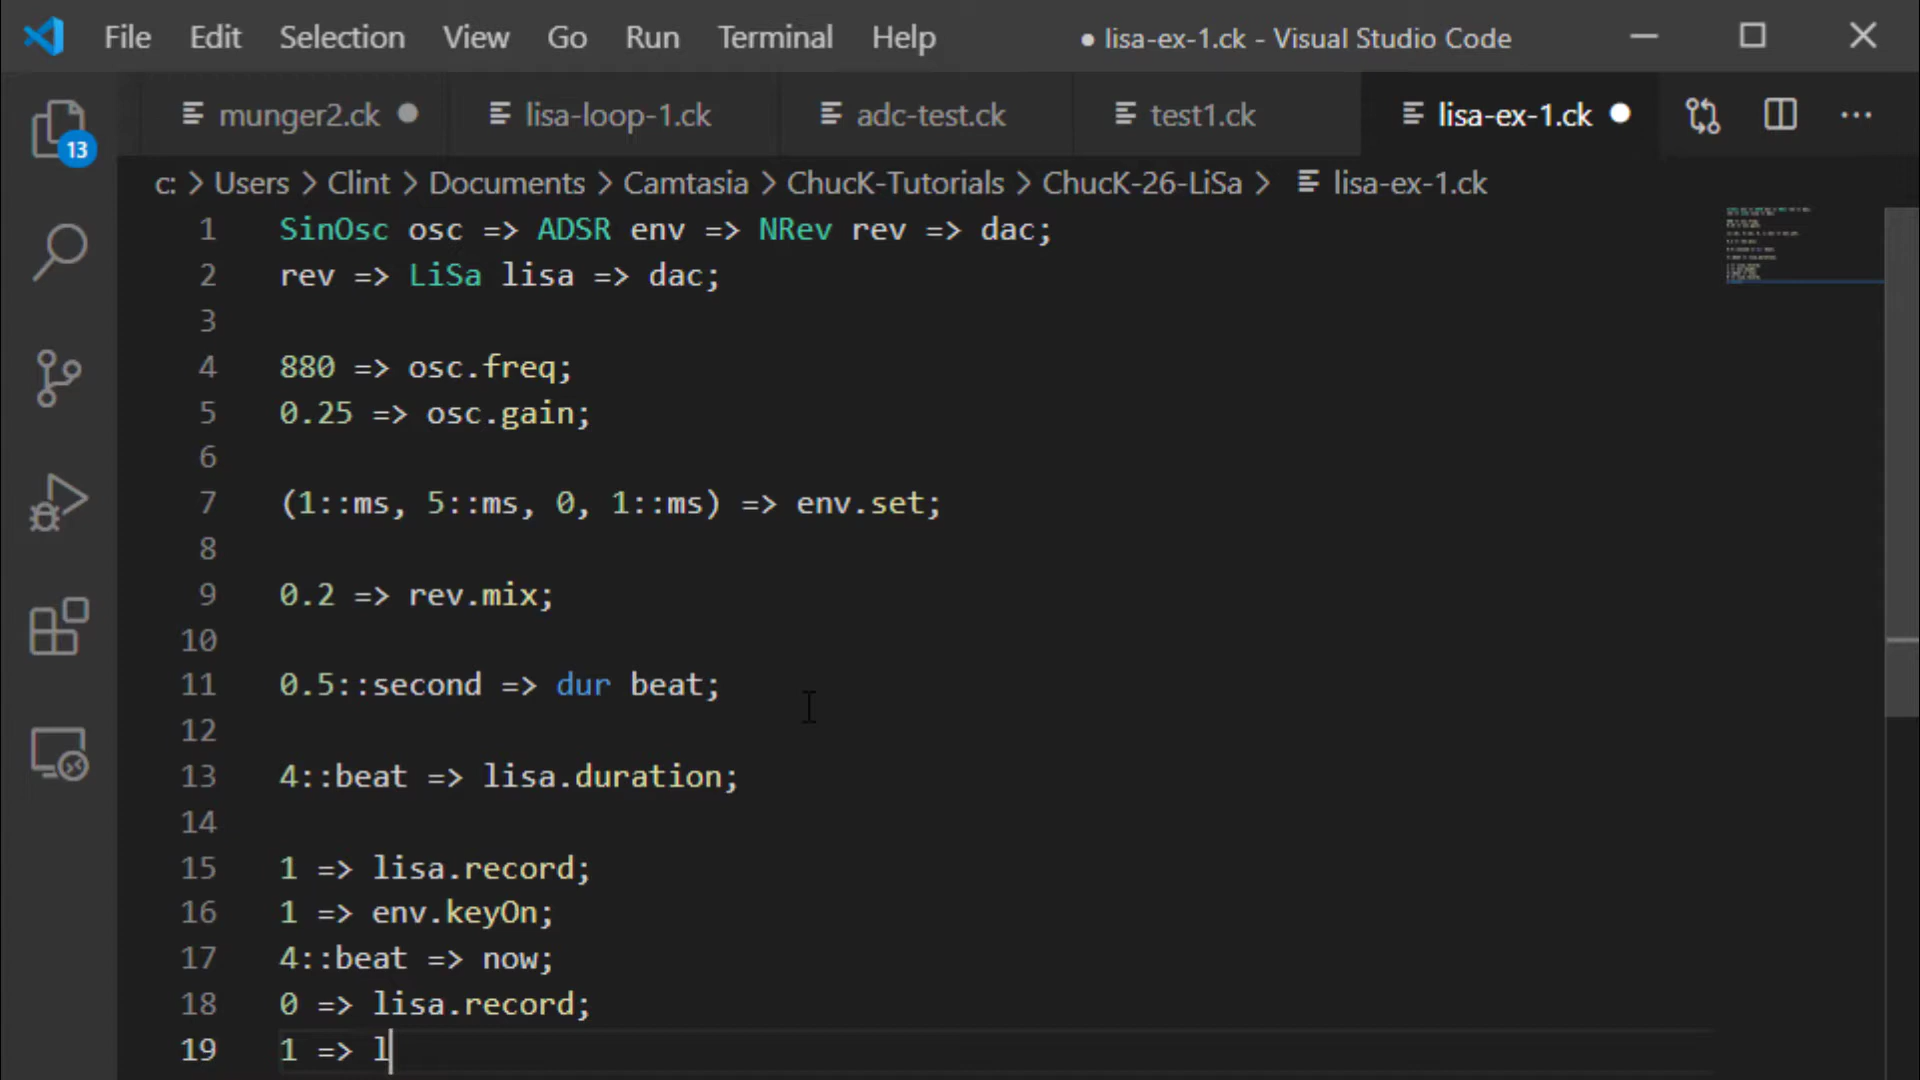 File Edit Selection View Go Run Terminal Help ● lisa-ex-1.ck - Visual Studio Code
munger2.ck lisa-loop-1.ck adc-test.ck test1.ck lisa-ex-1.ck
13
c: > Users > Clint > Documents > Camtasia > ChucK-Tutorials > ChucK-26-LiSa > lisa-ex-1.ck
1 SinOsc osc => ADSR env => NRev rev => dac;
2 rev => LiSa lisa => dac;
3
4 880 => osc.freq;
5 0.25 => osc.gain;
6
7 (1::ms, 5::ms, 0, 1::ms) => env.set;
8
9 0.2 => rev.mix;
10
11 0.5::second => dur beat;
12
13 4::beat => lisa.duration;
14
15 1 => lisa.record;
16 1 => env.keyOn;
17 4::beat => now;
18 0 => lisa.record;
19 1 => l